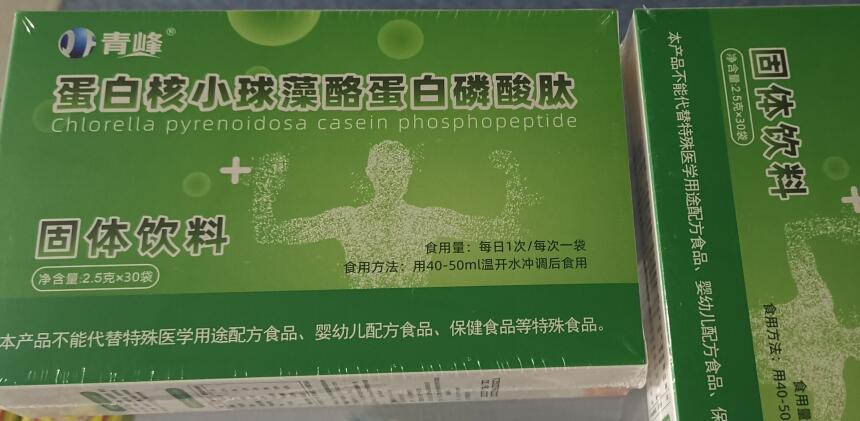 青峰®
蛋白核小球藻酪蛋白磷酸肽
Chlorella pyrenoidosa casein phosphopeptide
+
固体饮料
净含量:2.5克×30袋
食用量：每日1次/每次一袋
食用方法：用40-50ml温开水冲调后食用
本产品不能代替特殊医学用途配方食品、婴幼儿配方食品、保健食品等特殊食品。
固体饮料
净含量:2.5克×30袋
食用量：
食用方法：用40-50
本产品不能代替特殊医学用途配方食品、婴幼儿配方食品、保